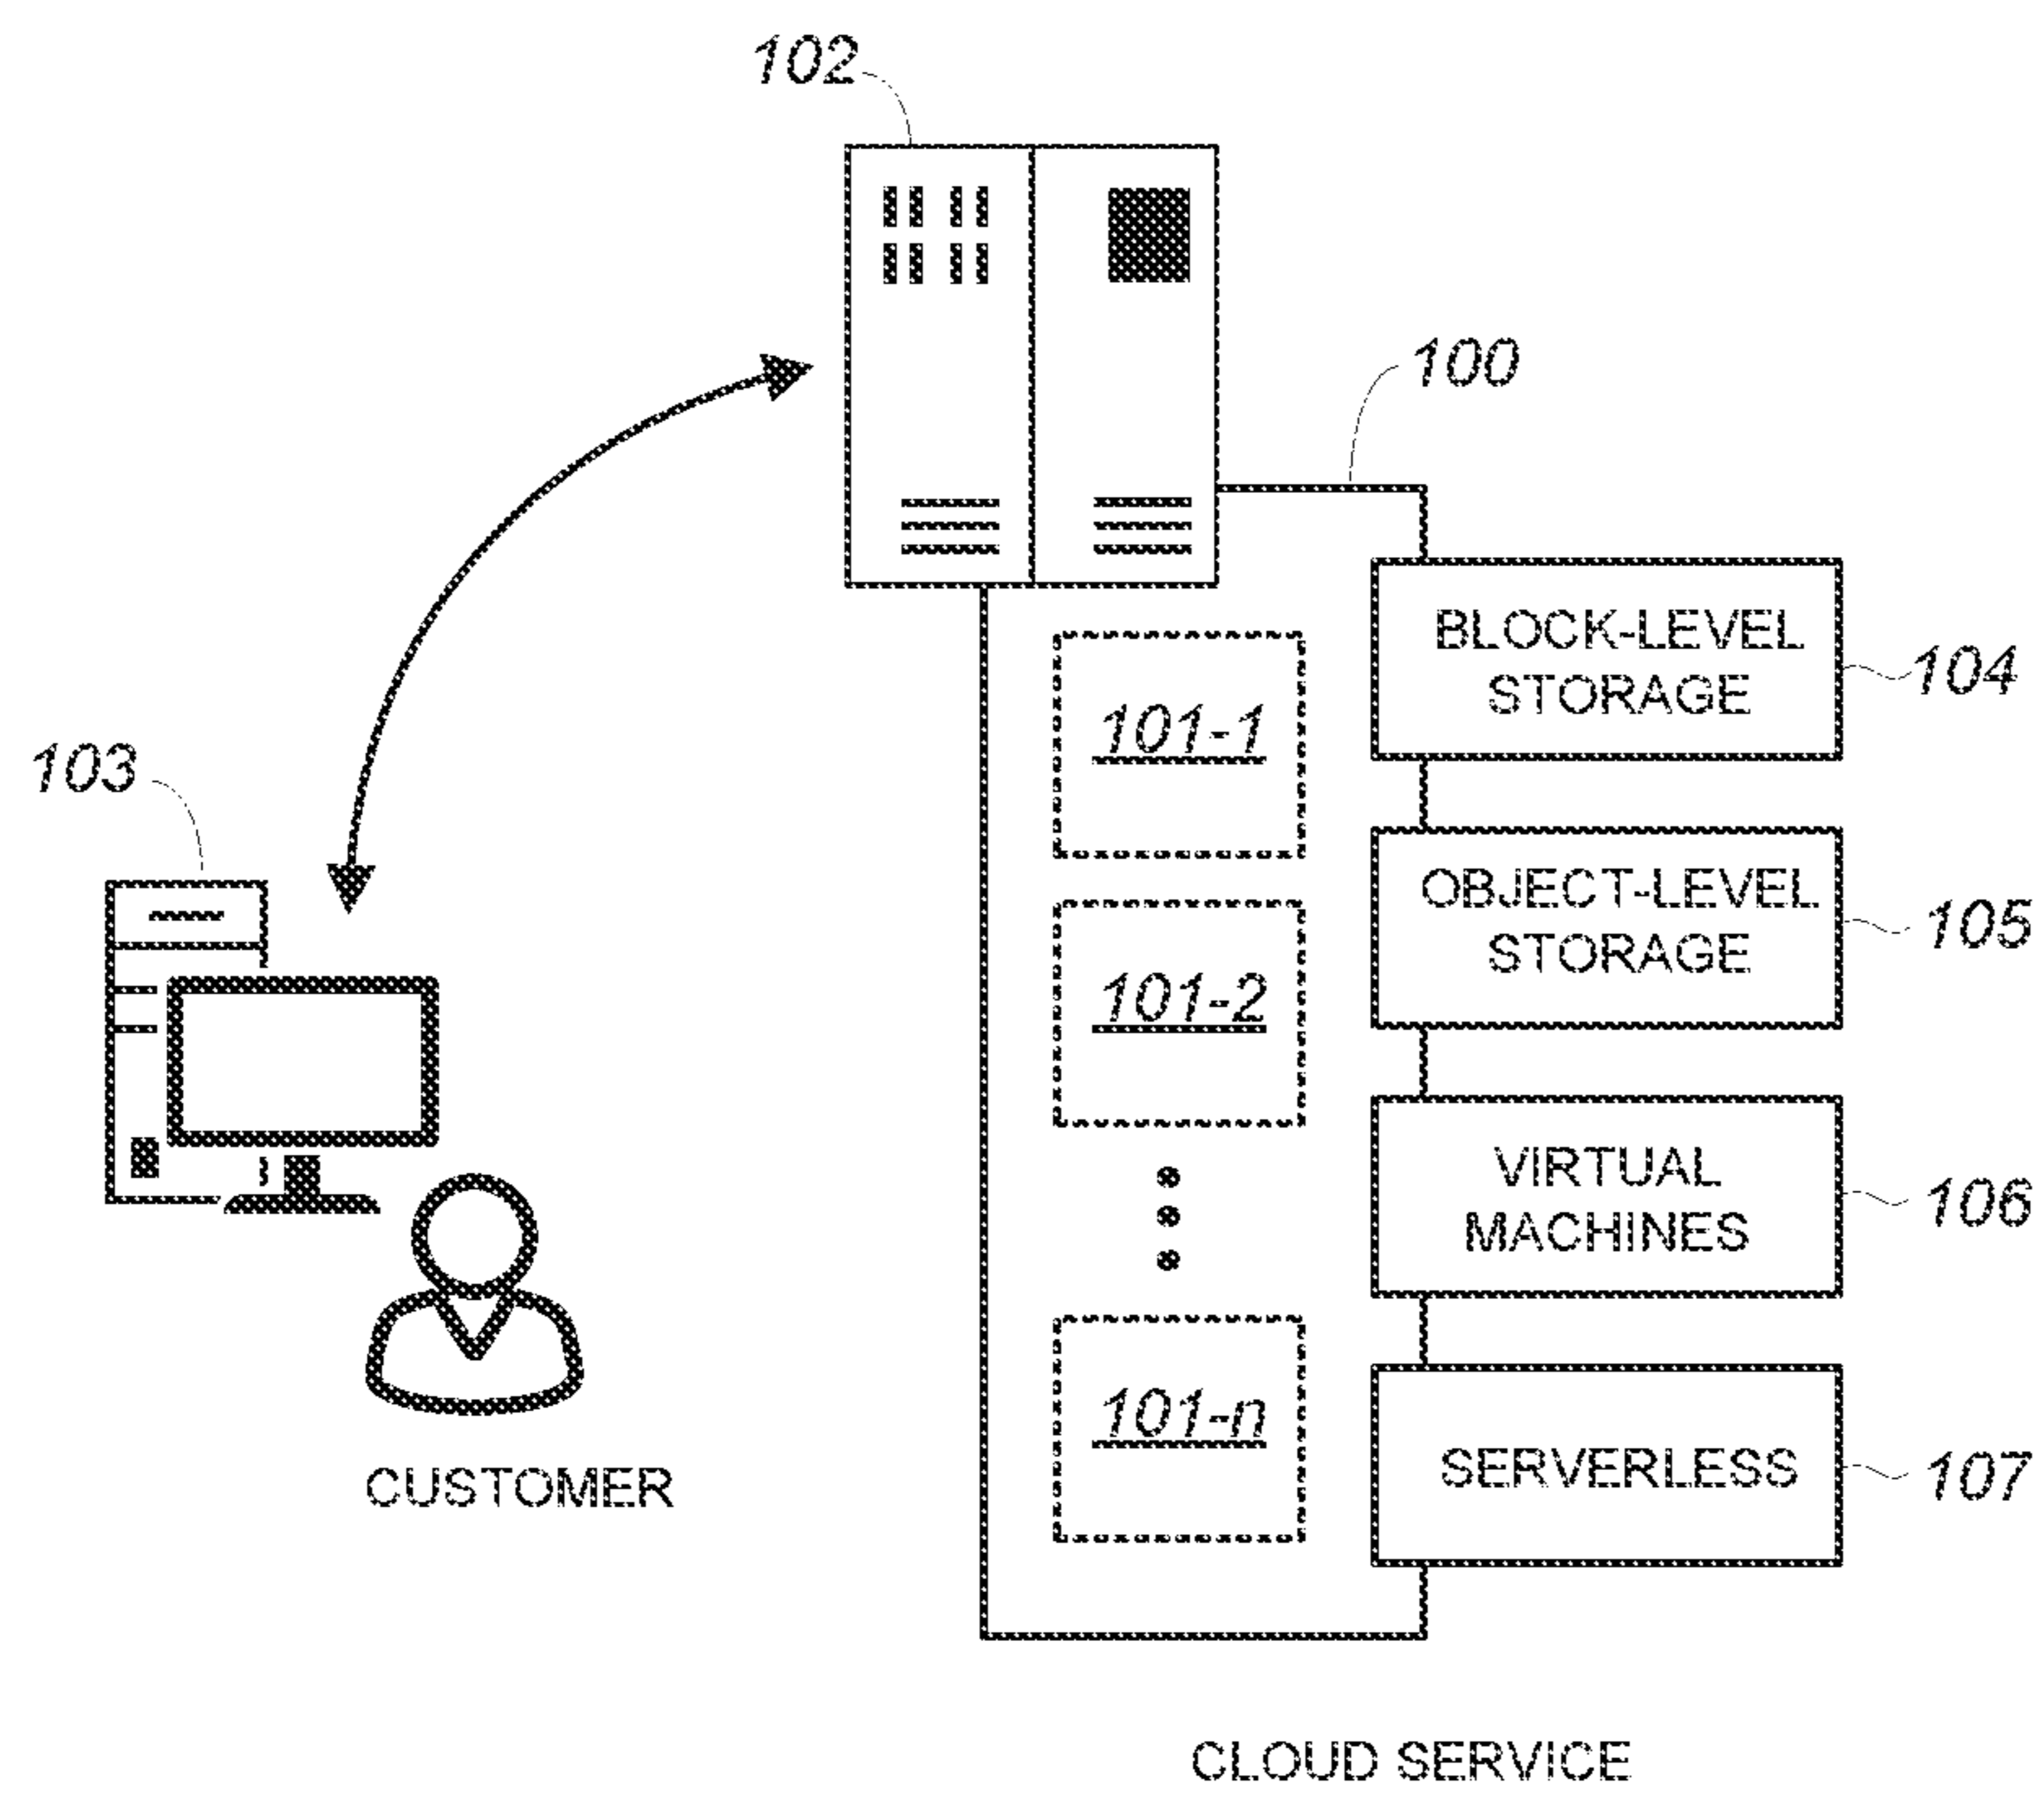 102
100
BLOCK-LEVEL
STORAGE
104
101-1
103
OBJECT-LEVEL
STORAGE
105
101-2
VIRTUAL
MACHINES
106
101-n
SERVERLESS
107
CUSTOMER
CLOUD SERVICE